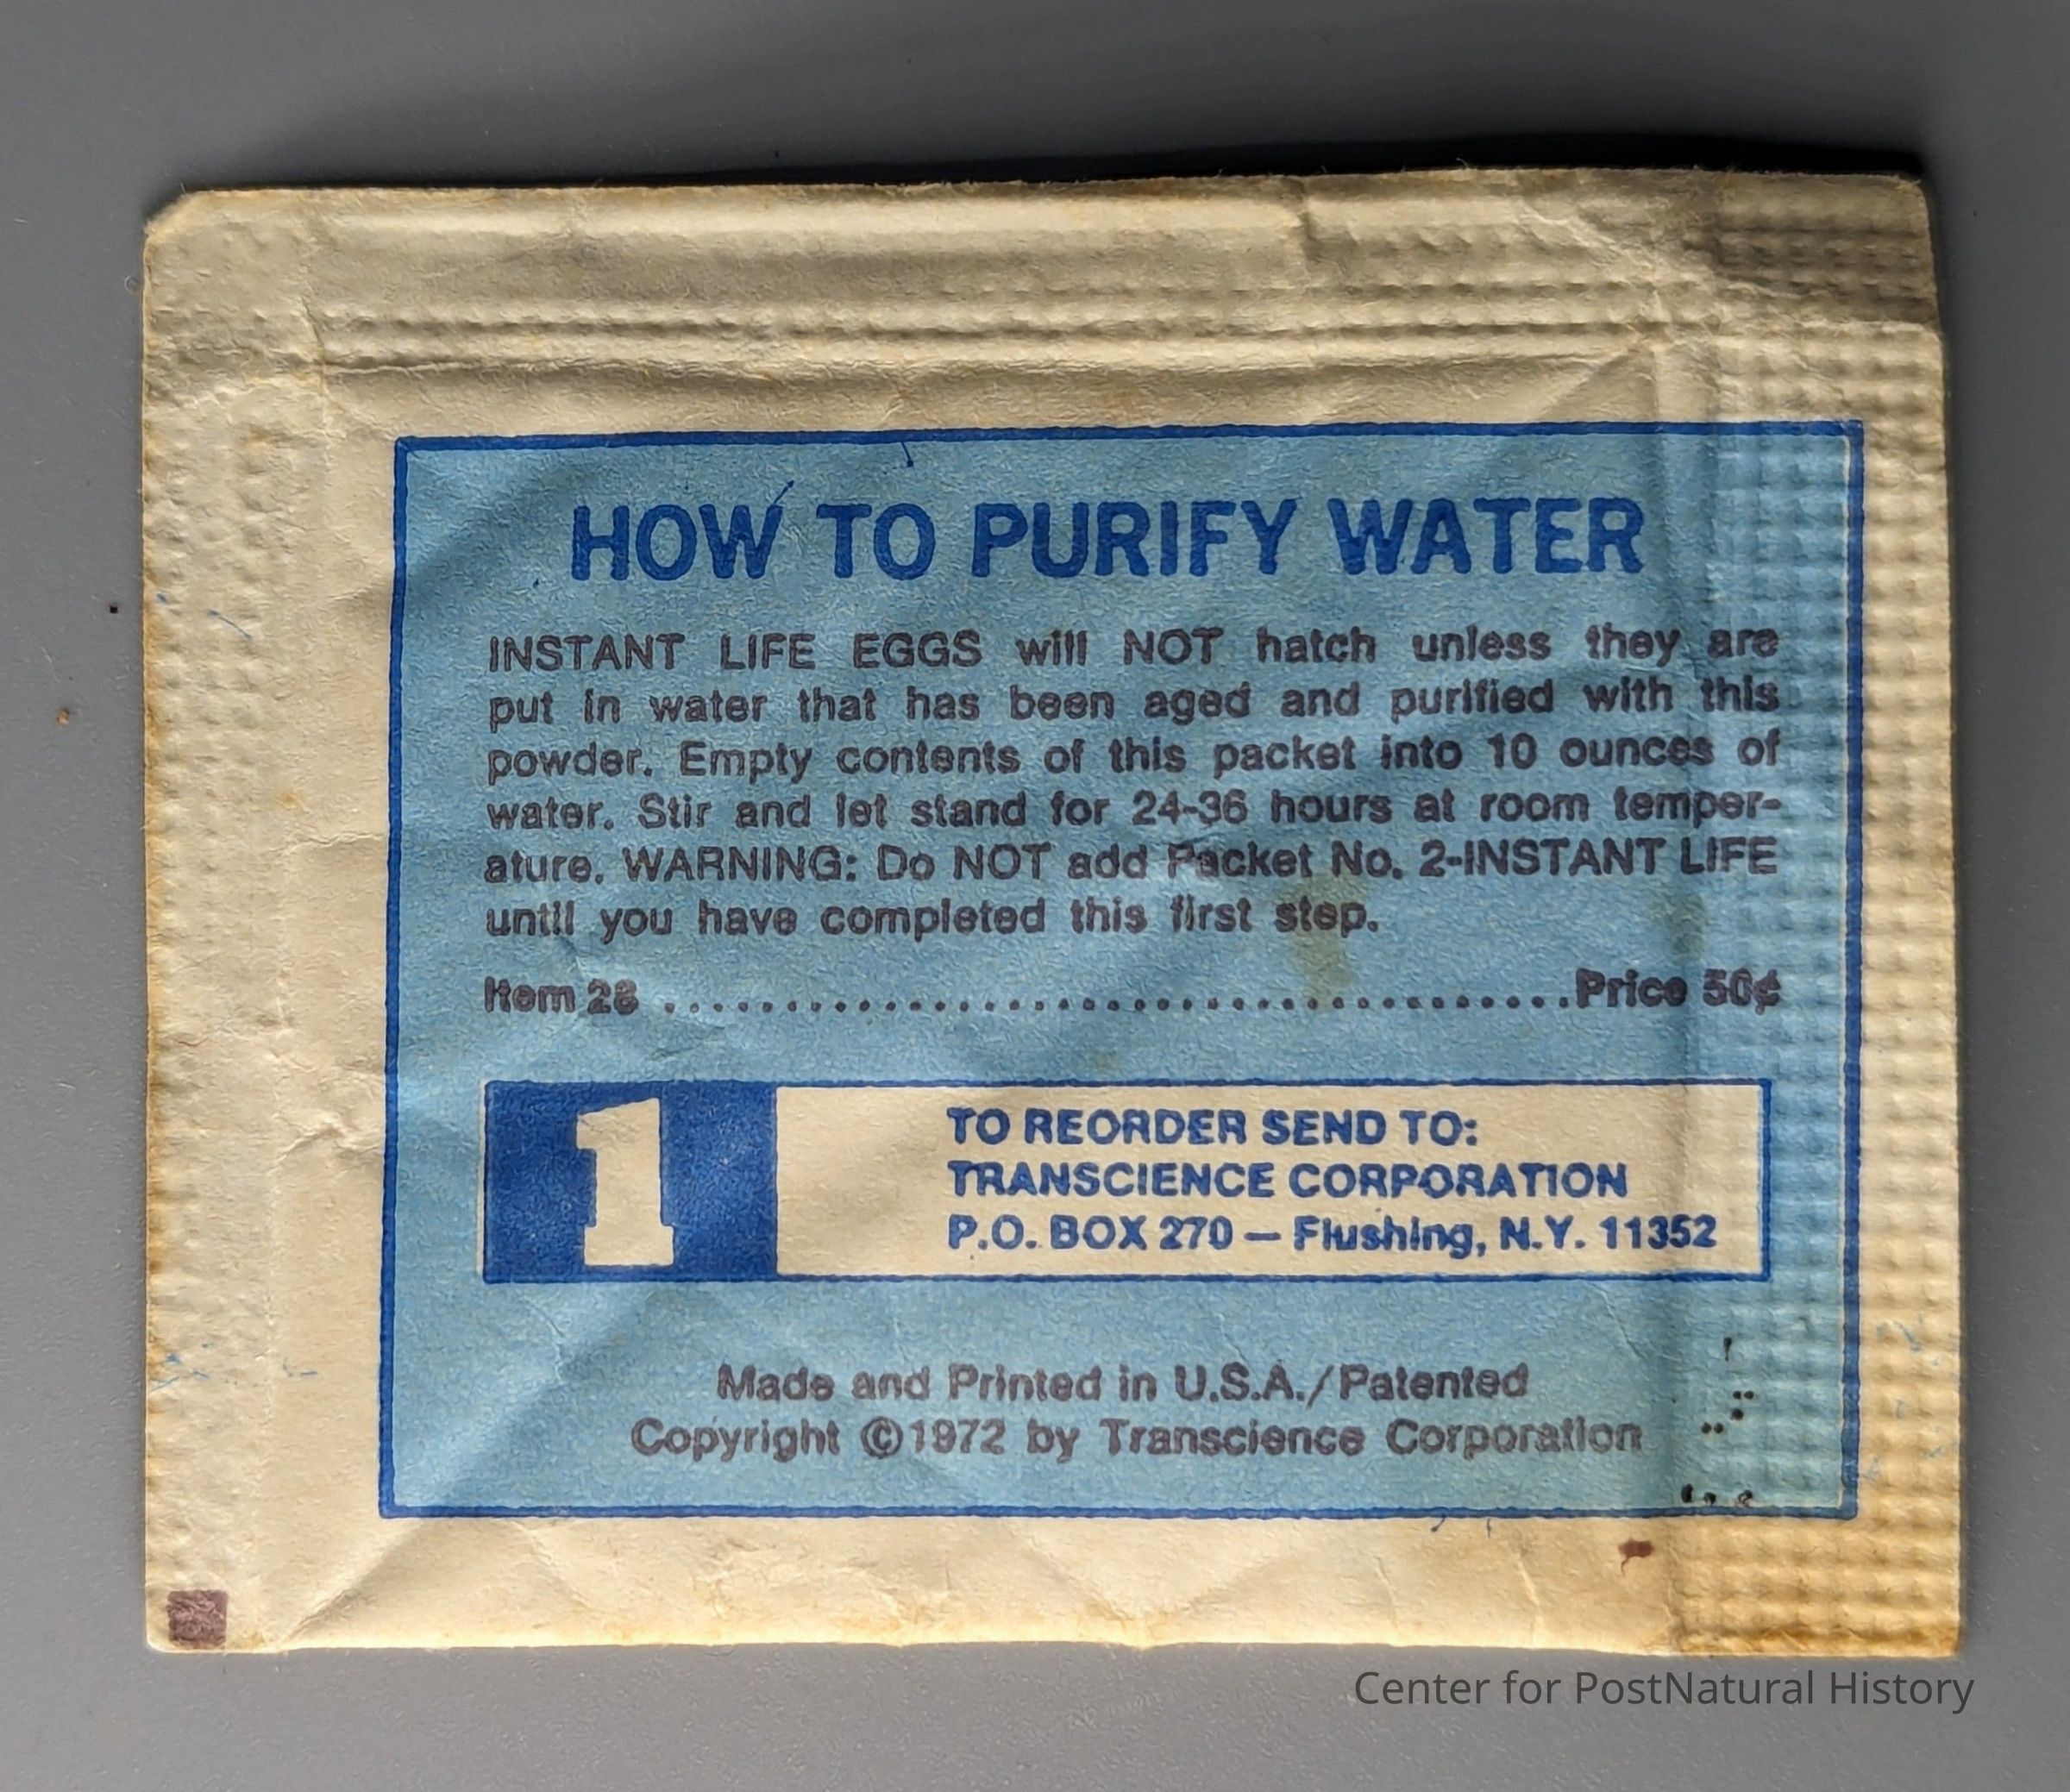 HOW TO PURIFY WATER
INSTANT LIFE EGGS will NOT hatch unless they are
put in water that has been aged and purified with this
powder. Empty contents of this packet into 10 ounces of
water. Stir and let stand for 24-36 hours at room temper-
ature. WARNING: Do NOT add Packet No. 2-INSTANT LIFE
until you have completed this first step.
Item 28 ........................................Price 50¢
1
TO REORDER SEND TO:
TRANSCIENCE CORPORATION
P.O. BOX 270 — Flushing, N.Y. 11352
Made and Printed in U.S.A./Patented
Copyright ©1972 by Transcience Corporation
Center for PostNatural History